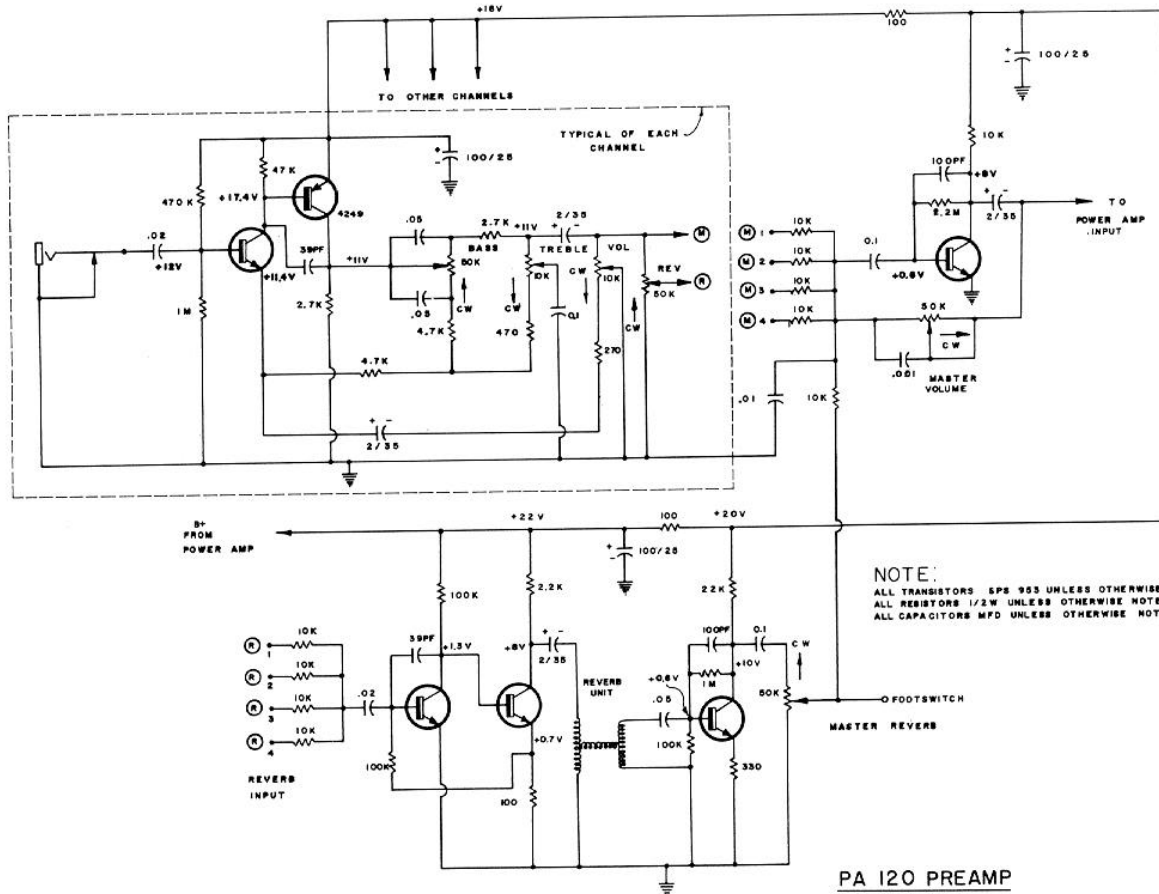 +18V
100
100/25
TO OTHER CHANNELS
TYPICAL OF EACH
CHANNEL
100/25
10K
47K
100PF
+8V
470K
+17.4V
4249
2.2M
2/35
TO
POWER AMP
INPUT
.02
+12V
+11.4V
39PF
+11V
.05
2.7K
+11V
2/35
BASS
TREBLE
VOL
50K
10K
10K
CW
CW
CW
REV
50K
CW
M
R
M 1
10K
M 2
10K
M 3
10K
M 4
10K
0.1
+0.6V
50K
CW
.001
MASTER
VOLUME
1M
2.7K
.05
4.7K
470
0.1
270
4.7K
2/35
.01
10K
B+
FROM
POWER AMP
+22V
100
+20V
100/25
100K
2.2K
22K
NOTE:
ALL TRANSISTORS SPS 953 UNLESS OTHERWISE
ALL RESISTORS 1/2W UNLESS OTHERWISE NOTE
ALL CAPACITORS MFD UNLESS OTHERWISE NOT
R 1
10K
R 2
10K
R 3
10K
R 4
10K
REVERB
INPUT
.02
39PF
+1.3V
100K
+8V
2/35
+0.7V
100
REVERB
UNIT
+0.6V
.05
100K
100PF
1M
+10V
0.1
CW
50K
330
FOOTSWITCH
MASTER REVERB
PA 120 PREAMP